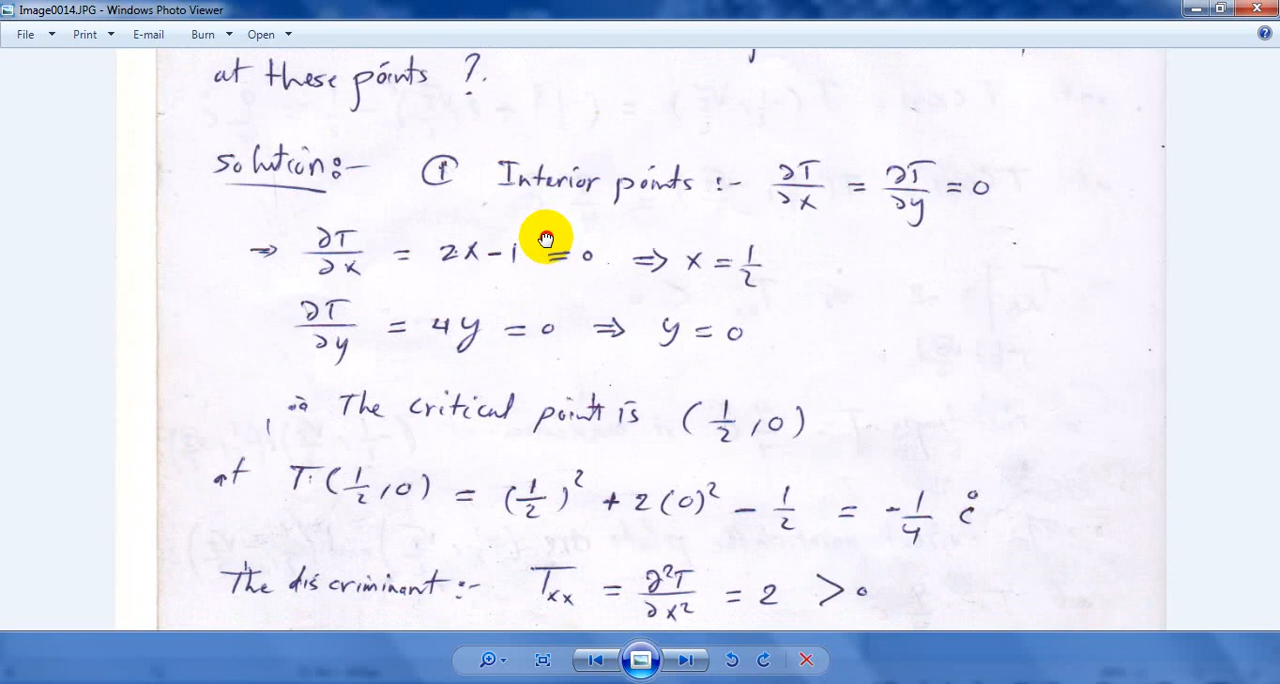 Image0014.JPG - Windows Photo Viewer
File Print E-mail Burn Open
at these points ?.
Solution:- ① Interior points :- ∂T/∂x = ∂T/∂y = 0
⇒ ∂T/∂x = 2x - 1 = 0 ⇒ x = 1/2
∂T/∂y = 4y = 0 ⇒ y = 0
∴ The critical point is (1/2, 0)
at T(1/2, 0) = (1/2)² + 2(0)² - 1/2 = -1/4 °C
The discriminant :- Txx = ∂²T/∂x² = 2 > 0